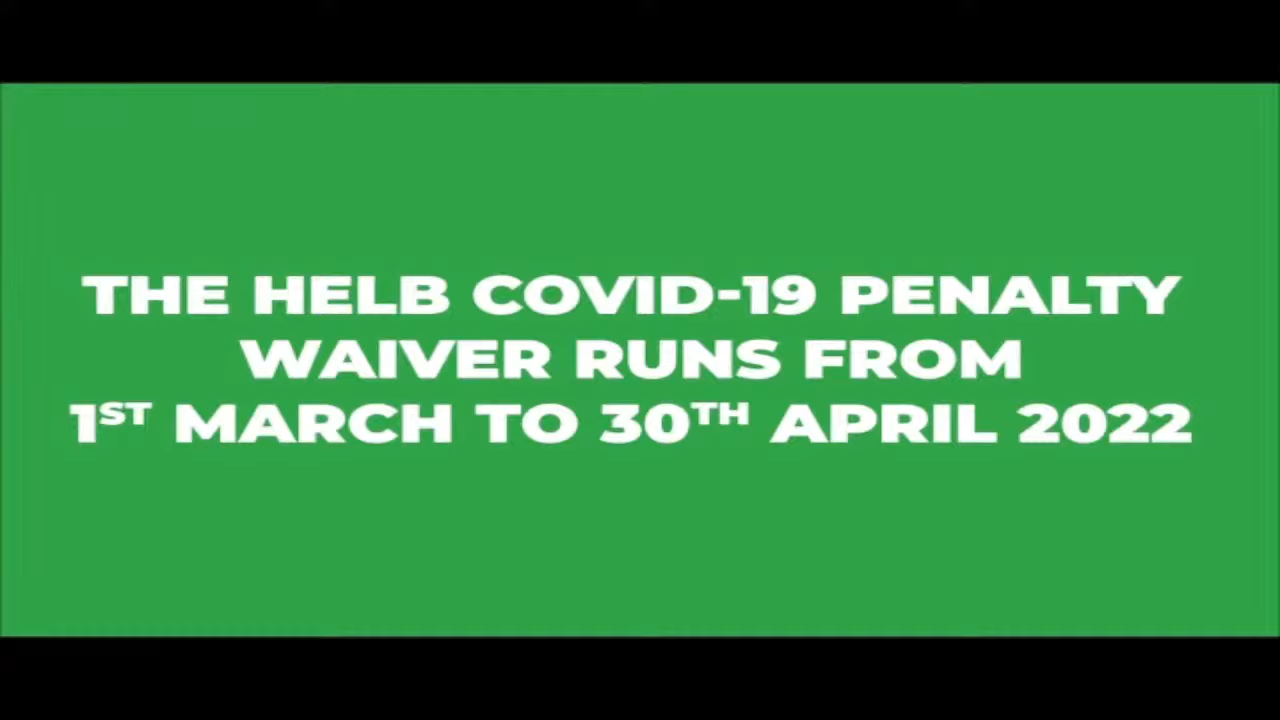 THE HELB COVID-19 PENALTY
WAIVER RUNS FROM
1ST MARCH TO 30TH APRIL 2022